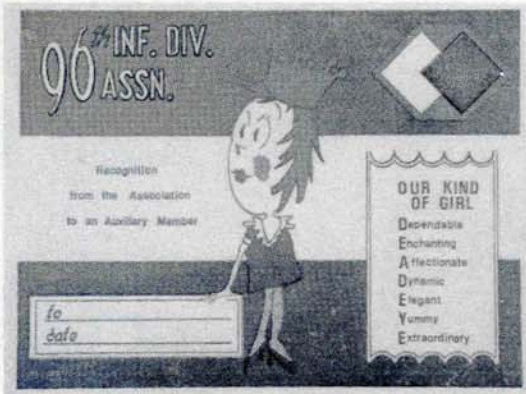 96th INF. DIV.
ASSN.
Recognition
from the Association
to an Auxiliary Member
OUR KIND
OF GIRL
Dependable
Enchanting
Affectionate
Dynamic
Elegant
Yummy
Extraordinary
to
date